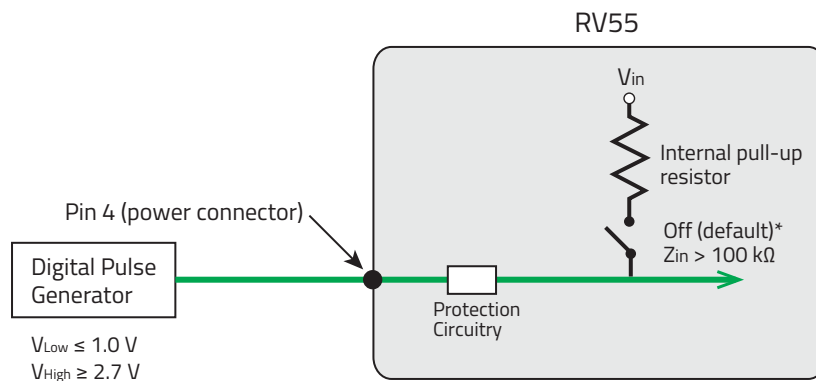 RV55
Vin
Internal pull-up
resistor
Pin 4 (power connector)
Off (default)*
Zin > 100 kΩ
Digital Pulse
Generator
Protection
Circuitry
VLow ≤ 1.0 V
VHigh ≥ 2.7 V